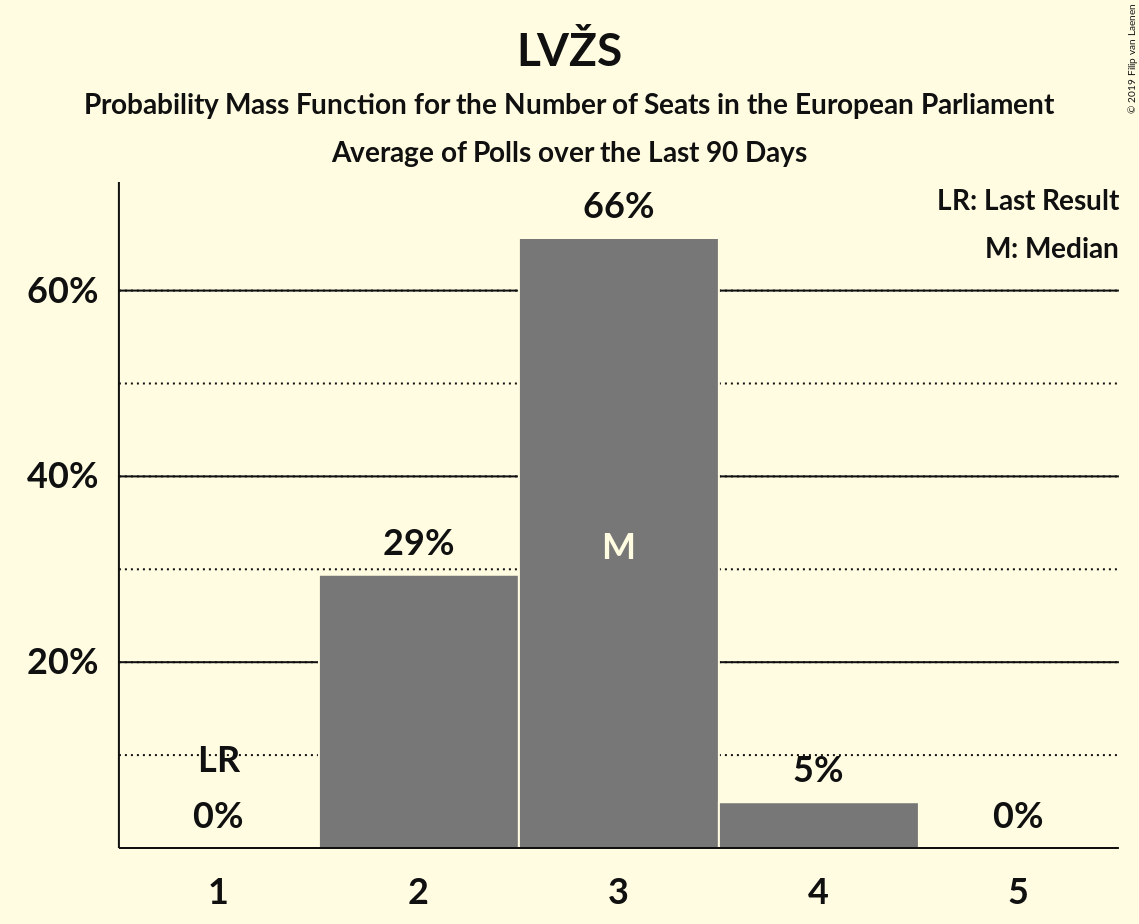 LVŽS
Probability Mass Function for the Number of Seats in the European Parliament
Average of Polls over the Last 90 Days
© 2019 Filip van Laenen
LR: Last Result
M: Median
66%
60%
40%
29%
M
20%
LR
5%
0%
0%
1 2 3 4 5